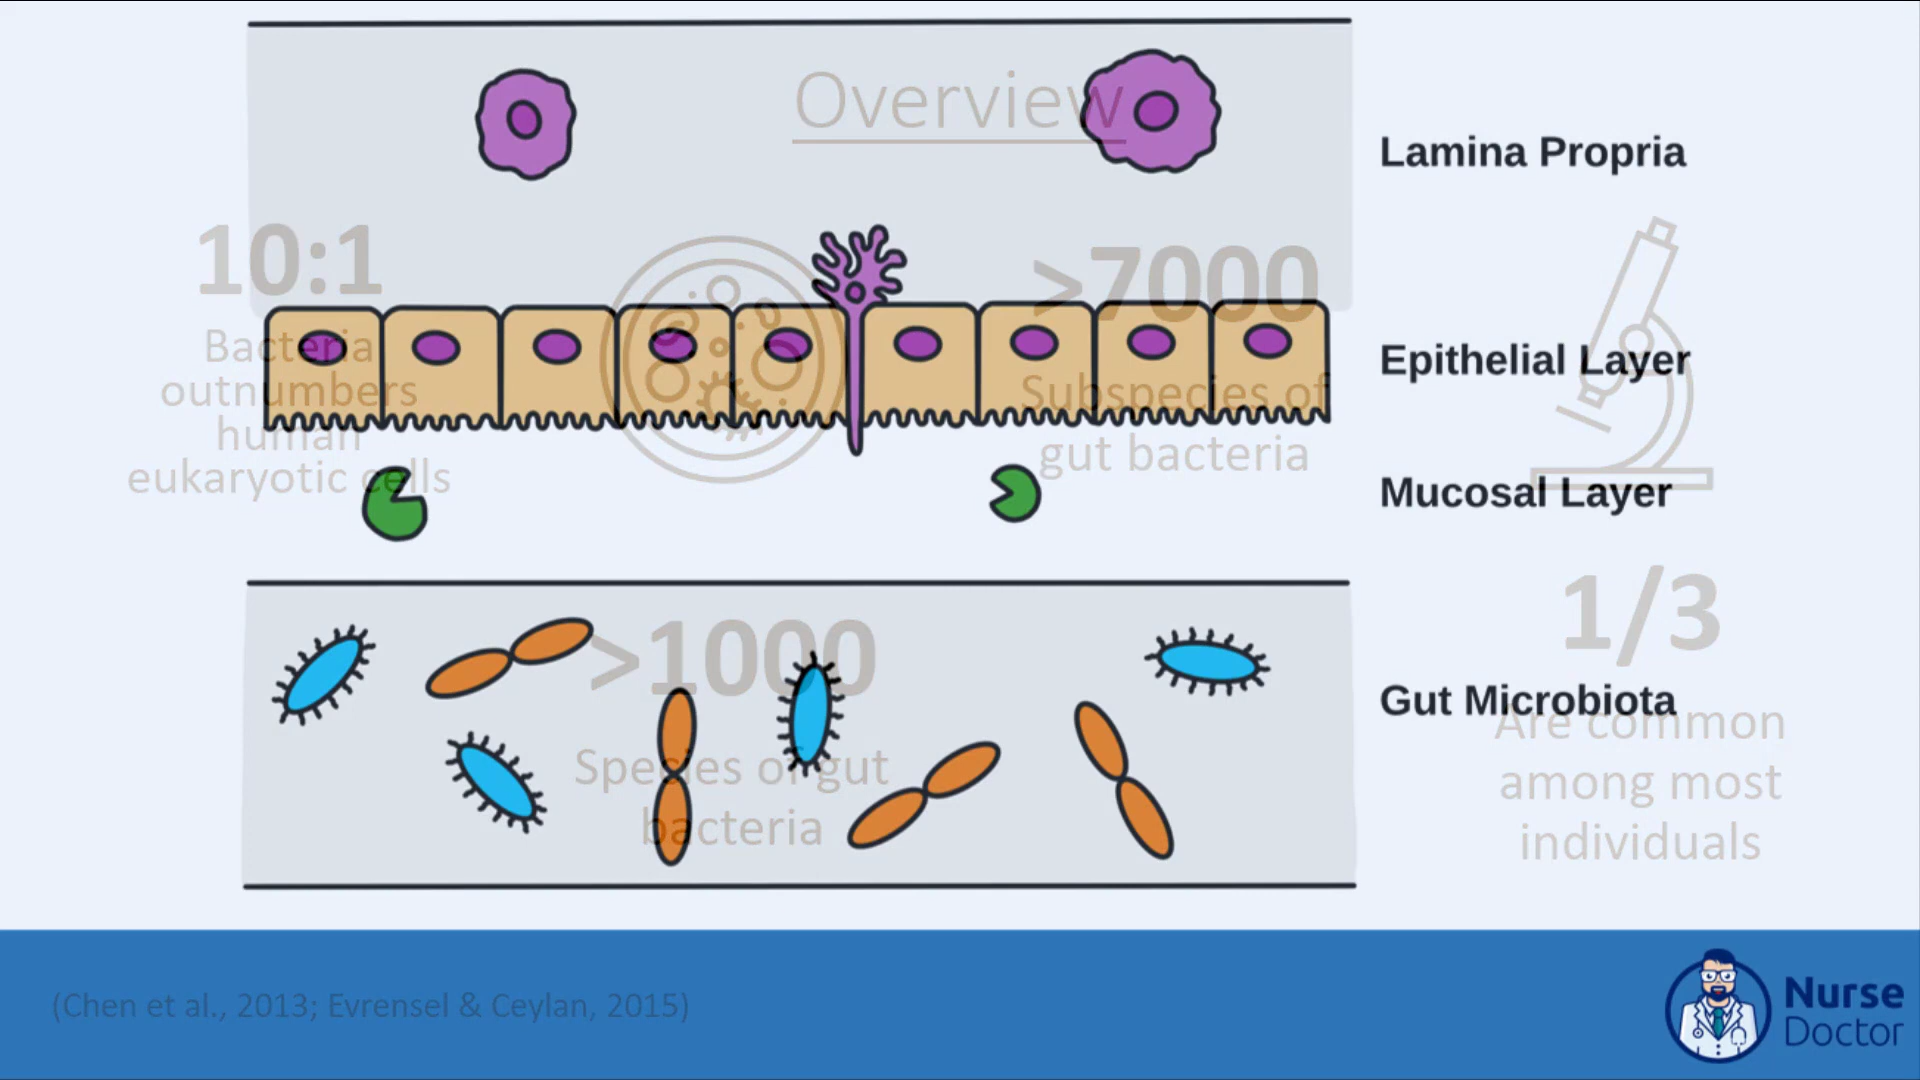 Overview
Lamina Propria
10:1
Bacteria
outnumbers
human
eukaryotic cells
>7000
Subspecies of
gut bacteria
Epithelial Layer
Mucosal Layer
>1000
Species of gut
bacteria
1/3
Are common
among most
individuals
Gut Microbiota
(Chen et al., 2013; Evrensel & Ceylan, 2015)
Nurse
Doctor